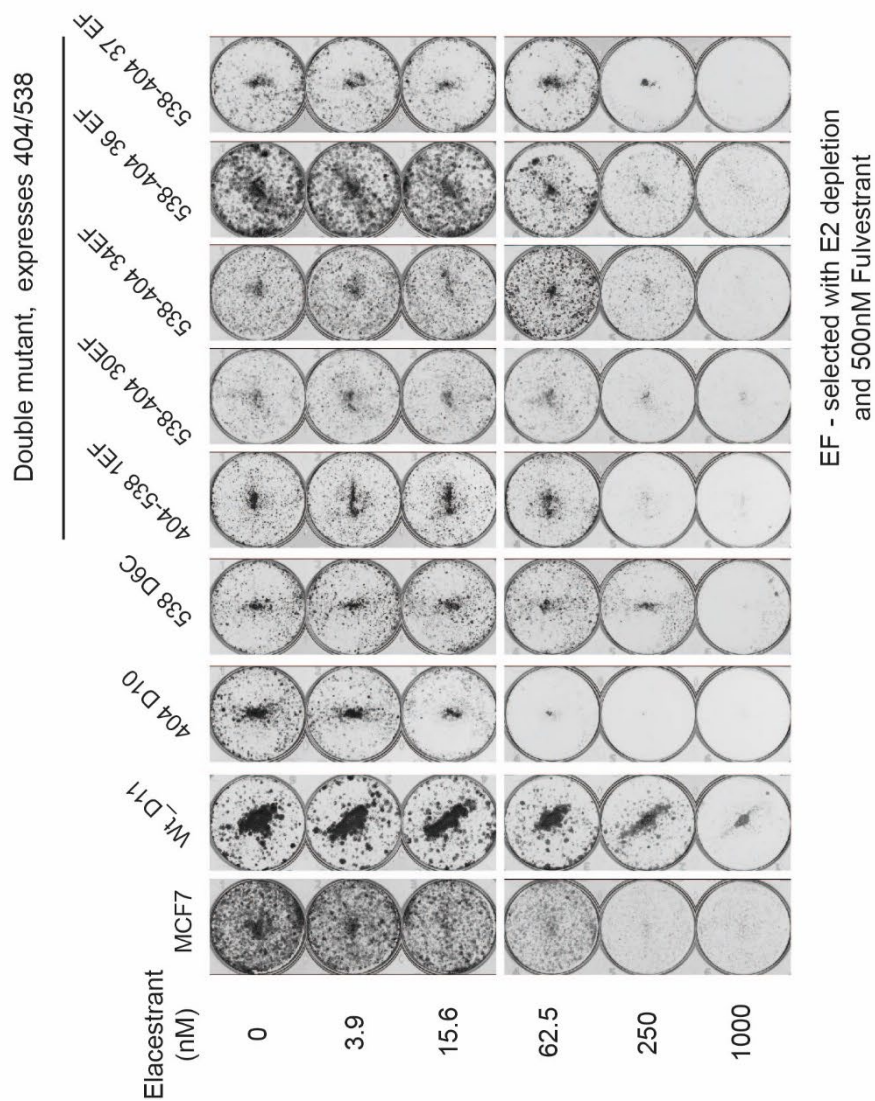 Double mutant, expresses 404/538
Elacestrant
(nM)
MCF7
Wt_D11
404 D10
538 D6C
404-538 1EF
538-404 30EF
538-404 34EF
538-404 36 EF
538-404 37 EF
0
3.9
15.6
62.5
250
1000
EF - selected with E2 depletion
and 500nM Fulvestrant